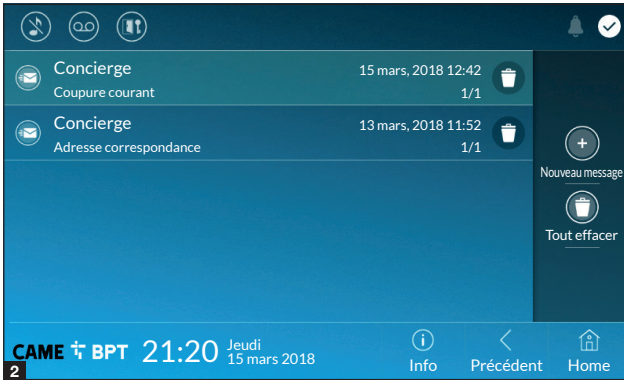 Concierge
15 mars, 2018 12:42
Coupure courant
1/1
Concierge
13 mars, 2018 11:52
Adresse correspondance
1/1
Nouveau message
Tout effacer
CAME BPT 21:20
Jeudi
15 mars 2018
Info
Précédent
Home
2